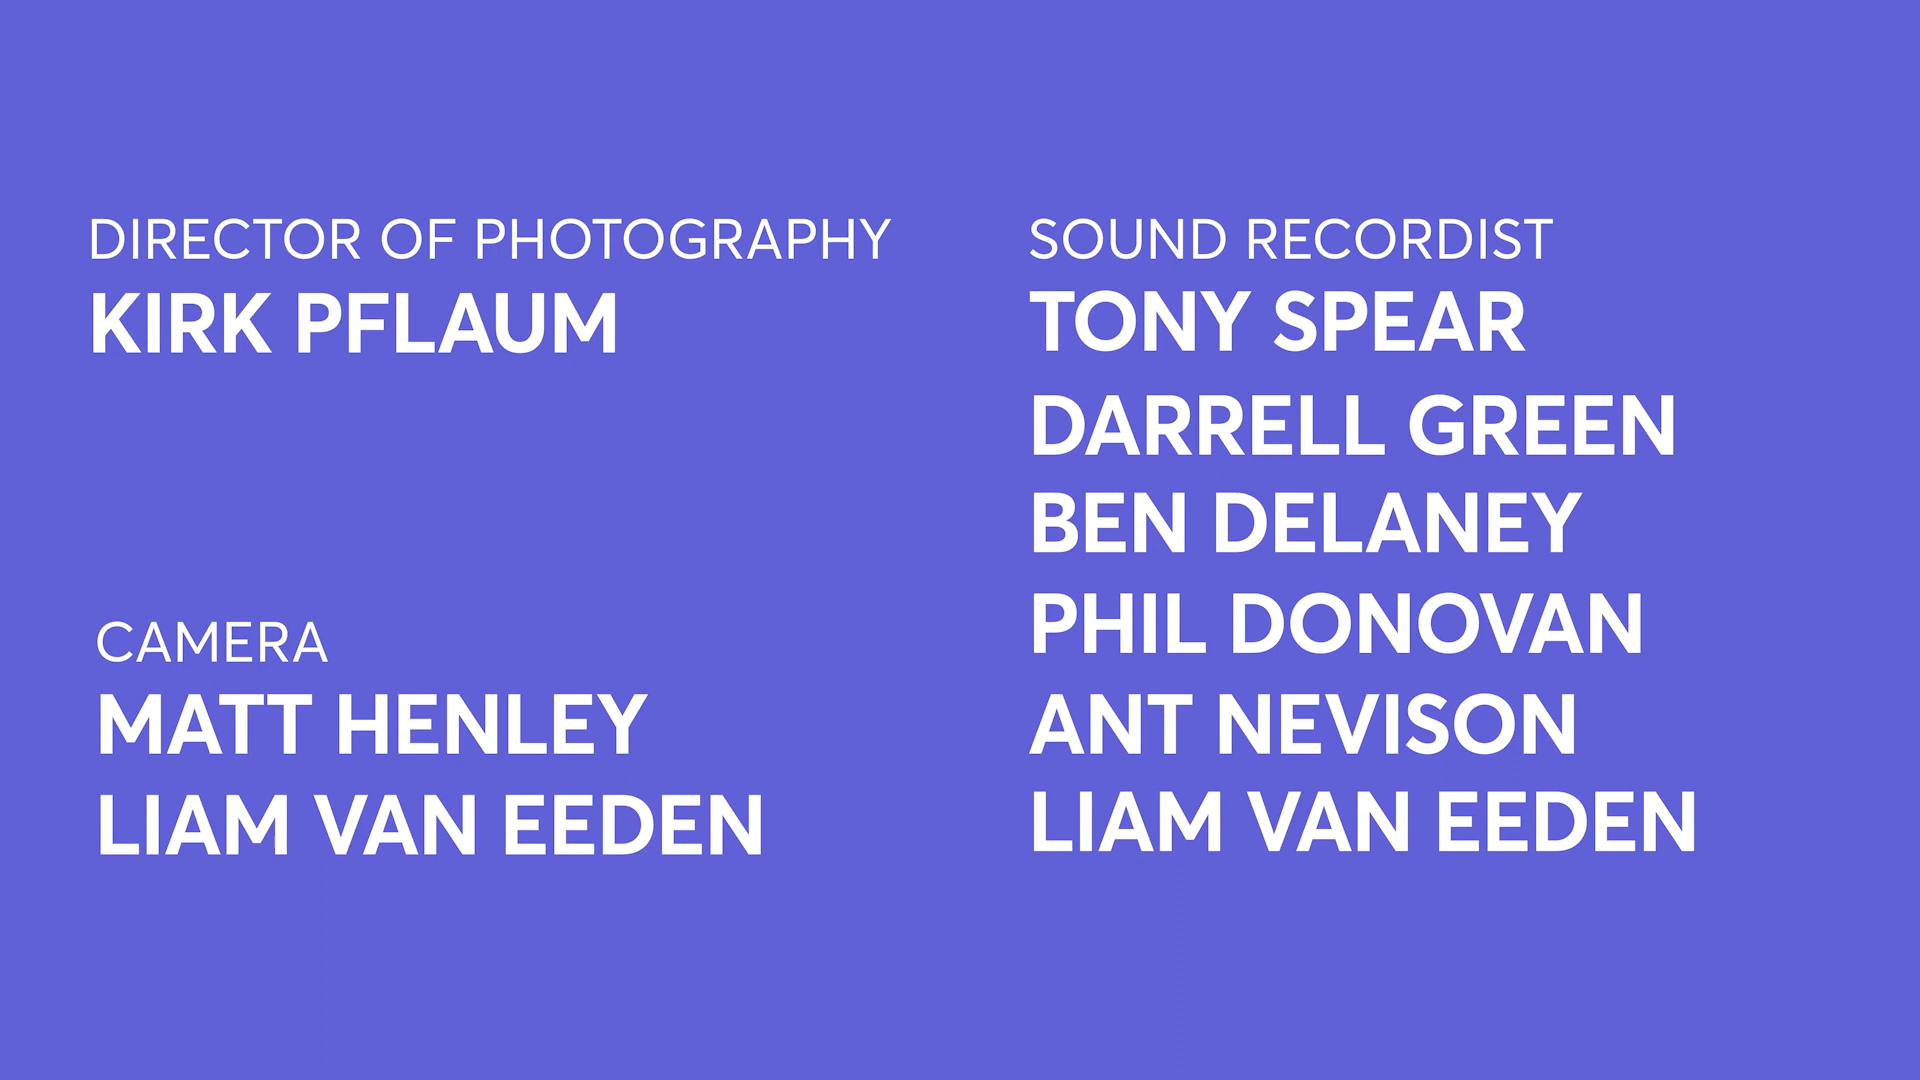 DIRECTOR OF PHOTOGRAPHY
KIRK PFLAUM
CAMERA
MATT HENLEY
LIAM VAN EEDEN
SOUND RECORDIST
TONY SPEAR
DARRELL GREEN
BEN DELANEY
PHIL DONOVAN
ANT NEVISON
LIAM VAN EEDEN